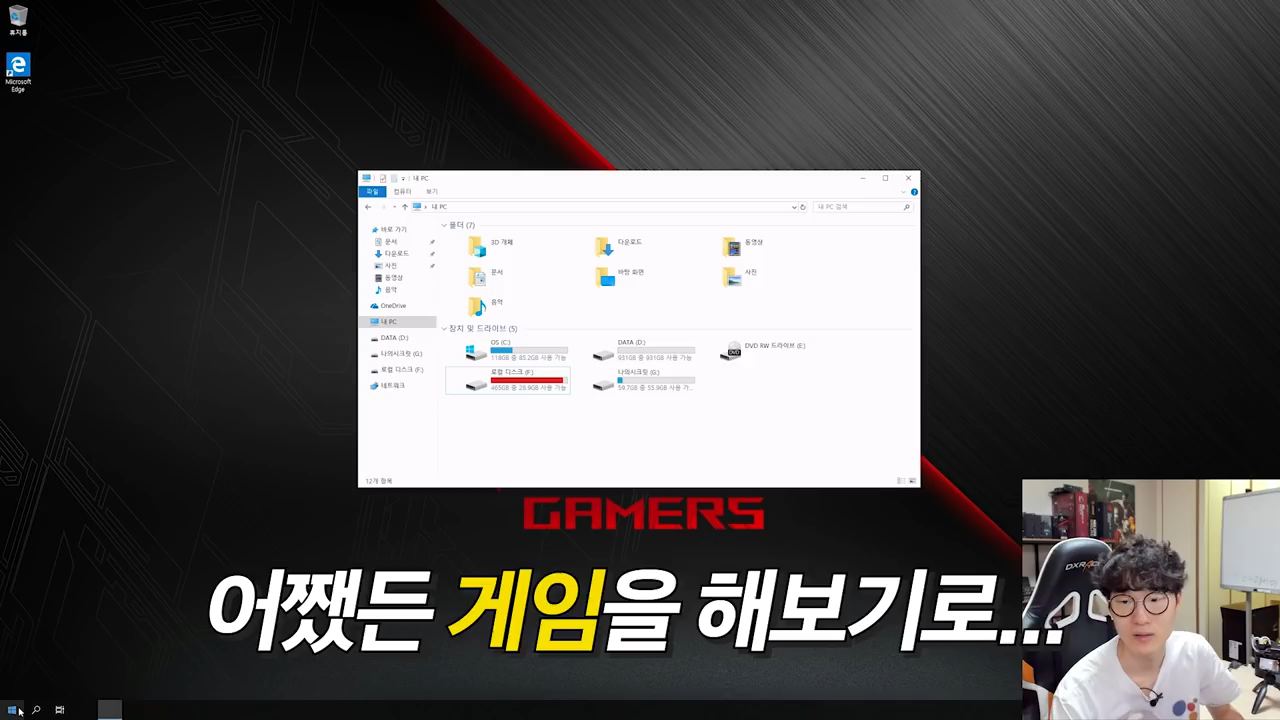 휴지통
Microsoft
Edge
내 PC
파일 컴퓨터 보기
내 PC
내 PC 검색
바로 가기
문서
다운로드
사진
동영상
음악
OneDrive
내 PC
DATA (D:)
나의시크릿 (G:)
로컬 디스크 (F:)
네트워크
폴더 (7)
3D 개체
다운로드
동영상
문서
바탕 화면
사진
음악
장치 및 드라이브 (5)
OS (C:)
118GB 중 85.2GB 사용 가능
DATA (D:)
931GB 중 931GB 사용 가능
DVD RW 드라이브 (E:)
DVD
로컬 디스크 (F:)
465GB 중 28.9GB 사용 가능
나의시크릿 (G:)
59.7GB 중 55.9GB 사용 가...
12개 항목
GAMERS
어쨌든 게임을 해보기로...